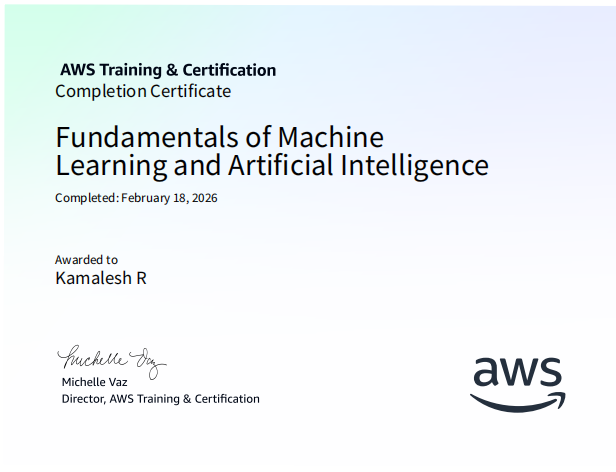 AWS Training & Certification
Completion Certificate
Fundamentals of Machine
Learning and Artificial Intelligence
Completed: February 18, 2026
Awarded to
Kamalesh R
Michelle Vaz
Michelle Vaz
Director, AWS Training & Certification
aws